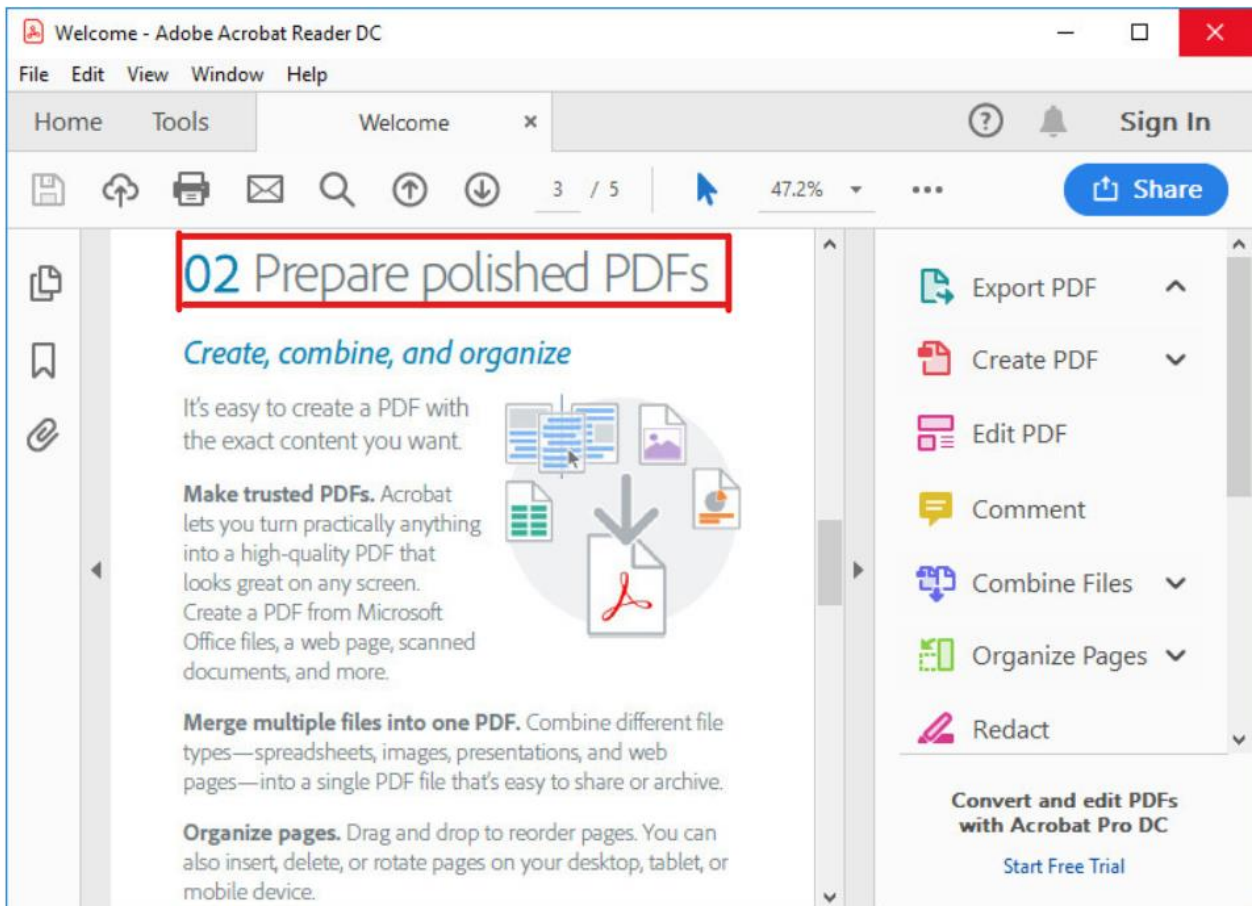 Welcome - Adobe Acrobat Reader DC
File Edit View Window Help
Home Tools Welcome Sign In
3 / 5 47.2% Share
02 Prepare polished PDFs
Create, combine, and organize
It's easy to create a PDF with
the exact content you want.
Make trusted PDFs. Acrobat
lets you turn practically anything
into a high-quality PDF that
looks great on any screen.
Create a PDF from Microsoft
Office files, a web page, scanned
documents, and more.
Merge multiple files into one PDF. Combine different file
types—spreadsheets, images, presentations, and web
pages—into a single PDF file that's easy to share or archive.
Organize pages. Drag and drop to reorder pages. You can
also insert, delete, or rotate pages on your desktop, tablet, or
mobile device.
Export PDF
Create PDF
Edit PDF
Comment
Combine Files
Organize Pages
Redact
Convert and edit PDFs
with Acrobat Pro DC
Start Free Trial